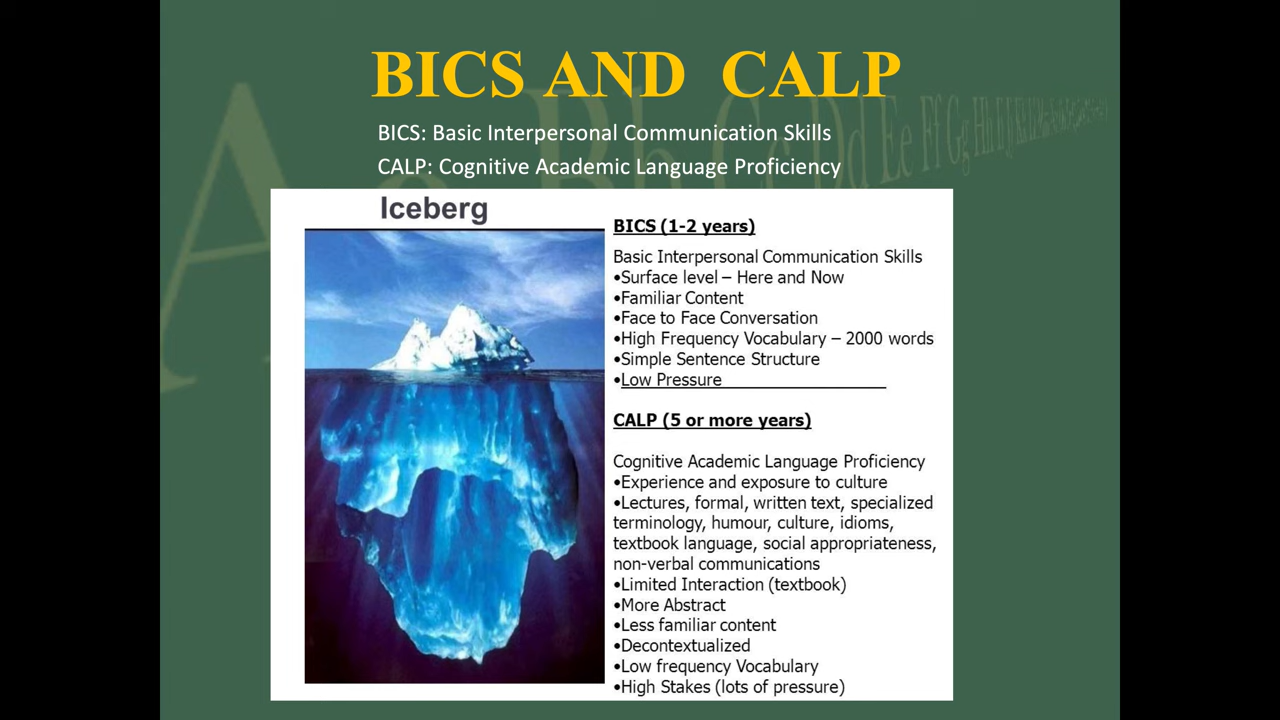 BICS AND CALP
BICS: Basic Interpersonal Communication Skills
CALP: Cognitive Academic Language Proficiency
Iceberg
BICS (1-2 years)
Basic Interpersonal Communication Skills
•Surface level – Here and Now
•Familiar Content
•Face to Face Conversation
•High Frequency Vocabulary – 2000 words
•Simple Sentence Structure
•Low Pressure
CALP (5 or more years)
Cognitive Academic Language Proficiency
•Experience and exposure to culture
•Lectures, formal, written text, specialized
terminology, humour, culture, idioms,
textbook language, social appropriateness,
non-verbal communications
•Limited Interaction (textbook)
•More Abstract
•Less familiar content
•Decontextualized
•Low frequency Vocabulary
•High Stakes (lots of pressure)